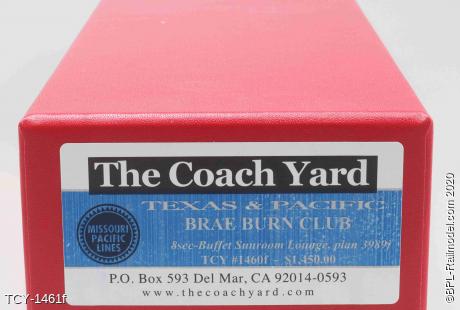 The Coach Yard
TEXAS & PACIFIC
BRAE BURN CLUB
8sec-Buffet Sunroom Lounge, plan 3989f
TCY #1460f - $1,450.00
MISSOURI
PACIFIC
LINES
P.O. Box 593 Del Mar, CA 92014-0593
www.thecoachyard.com
TCY-1461f
©BPL-Railmodel.com 2020